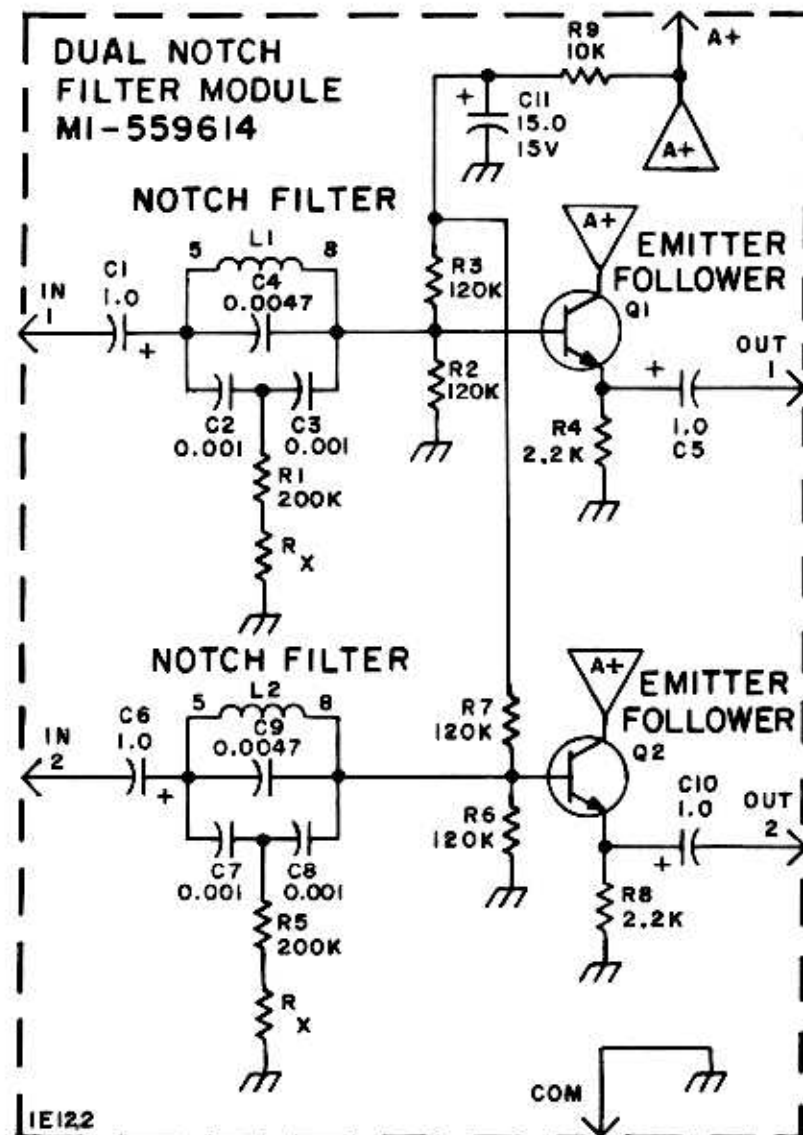 DUAL NOTCH
FILTER MODULE
MI-559614
R9
10K
A+
C11
15.0
15V
+
A+
NOTCH FILTER
A+
EMITTER
FOLLOWER
5
L1
8
C1
1.0
IN
1
+
C4
0.0047
R3
120K
Q1
R2
120K
OUT
1
+
C2
0.001
C3
0.001
R4
2.2K
1.0
C5
R1
200K
R
X
NOTCH FILTER
A+
EMITTER
FOLLOWER
5
L2
8
C6
1.0
IN
2
+
C9
0.0047
R7
120K
Q2
R6
120K
C10
1.0
OUT
2
+
C7
0.001
C8
0.001
R8
2.2K
R5
200K
R
X
COM
1E12.2